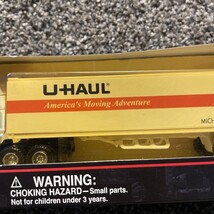 U-HAUL
America's Moving Adventure
MICH
WARNING:
CHOKING HAZARD—Small parts.
Not for children under 3 years.